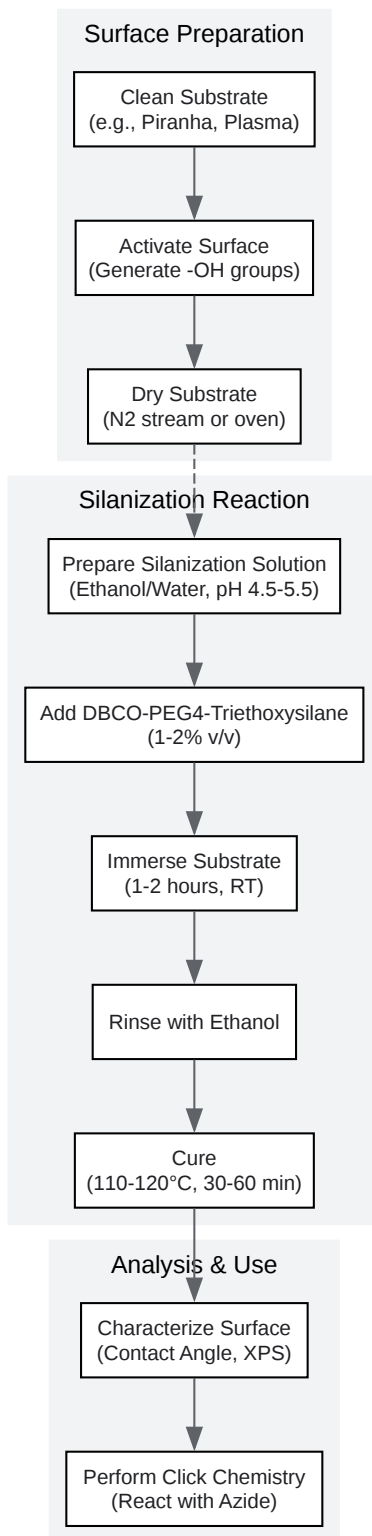 Surface Preparation
Clean Substrate
(e.g., Piranha, Plasma)
Activate Surface
(Generate -OH groups)
Dry Substrate
(N2 stream or oven)
Silanization Reaction
Prepare Silanization Solution
(Ethanol/Water, pH 4.5-5.5)
Add DBCO-PEG4-Triethoxysilane
(1-2% v/v)
Immerse Substrate
(1-2 hours, RT)
Rinse with Ethanol
Cure
(110-120°C, 30-60 min)
Analysis & Use
Characterize Surface
(Contact Angle, XPS)
Perform Click Chemistry
(React with Azide)